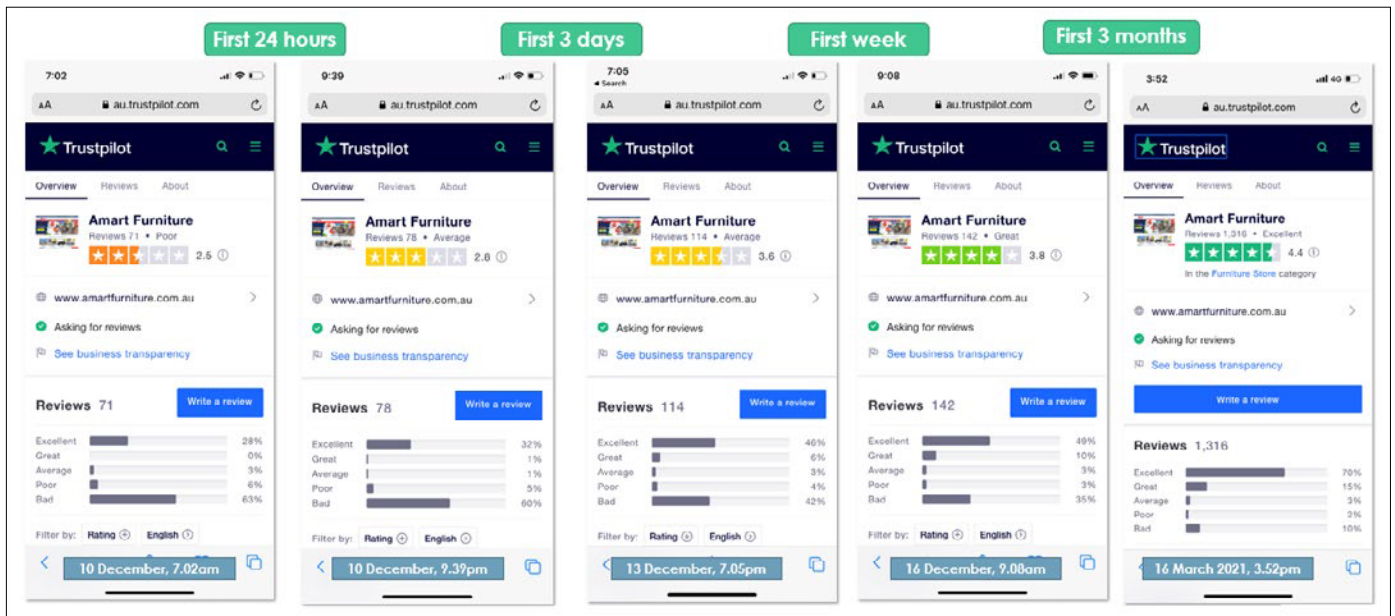 First 24 hours
First 3 days
First week
First 3 months
7:02
AA au.trustpilot.com
Trustpilot
Overview Reviews About
Amart Furniture
Reviews 71 • Poor
2.5
www.amartfurniture.com.au
Asking for reviews
See business transparency
Reviews 71
Write a review
Excellent 28%
Great 0%
Average 3%
Poor 6%
Bad 63%
Filter by: Rating English
10 December, 7.02am
9:39
AA au.trustpilot.com
Trustpilot
Overview Reviews About
Amart Furniture
Reviews 78 • Average
2.6
www.amartfurniture.com.au
Asking for reviews
See business transparency
Reviews 78
Write a review
Excellent 32%
Great 1%
Average 1%
Poor 5%
Bad 60%
Filter by: Rating English
10 December, 9.39pm
7:05
Search
AA au.trustpilot.com
Trustpilot
Overview Reviews About
Amart Furniture
Reviews 114 • Average
3.6
www.amartfurniture.com.au
Asking for reviews
See business transparency
Reviews 114
Write a review
Excellent 46%
Great 6%
Average 3%
Poor 4%
Bad 42%
Filter by: Rating English
13 December, 7.05pm
9:08
AA au.trustpilot.com
Trustpilot
Overview Reviews About
Amart Furniture
Reviews 142 • Great
3.8
www.amartfurniture.com.au
Asking for reviews
See business transparency
Reviews 142
Write a review
Excellent 49%
Great 10%
Average 3%
Poor 3%
Bad 35%
Filter by: Rating English
16 December, 9.08am
3:52
4G
AA au.trustpilot.com
Trustpilot
Overview Reviews About
Amart Furniture
Reviews 1,316 • Excellent
4.4
In the Furniture Store category
www.amartfurniture.com.au
Asking for reviews
See business transparency
Write a review
Reviews 1,316
Excellent 70%
Great 15%
Average 3%
Poor 2%
Bad 10%
16 March 2021, 3.52pm